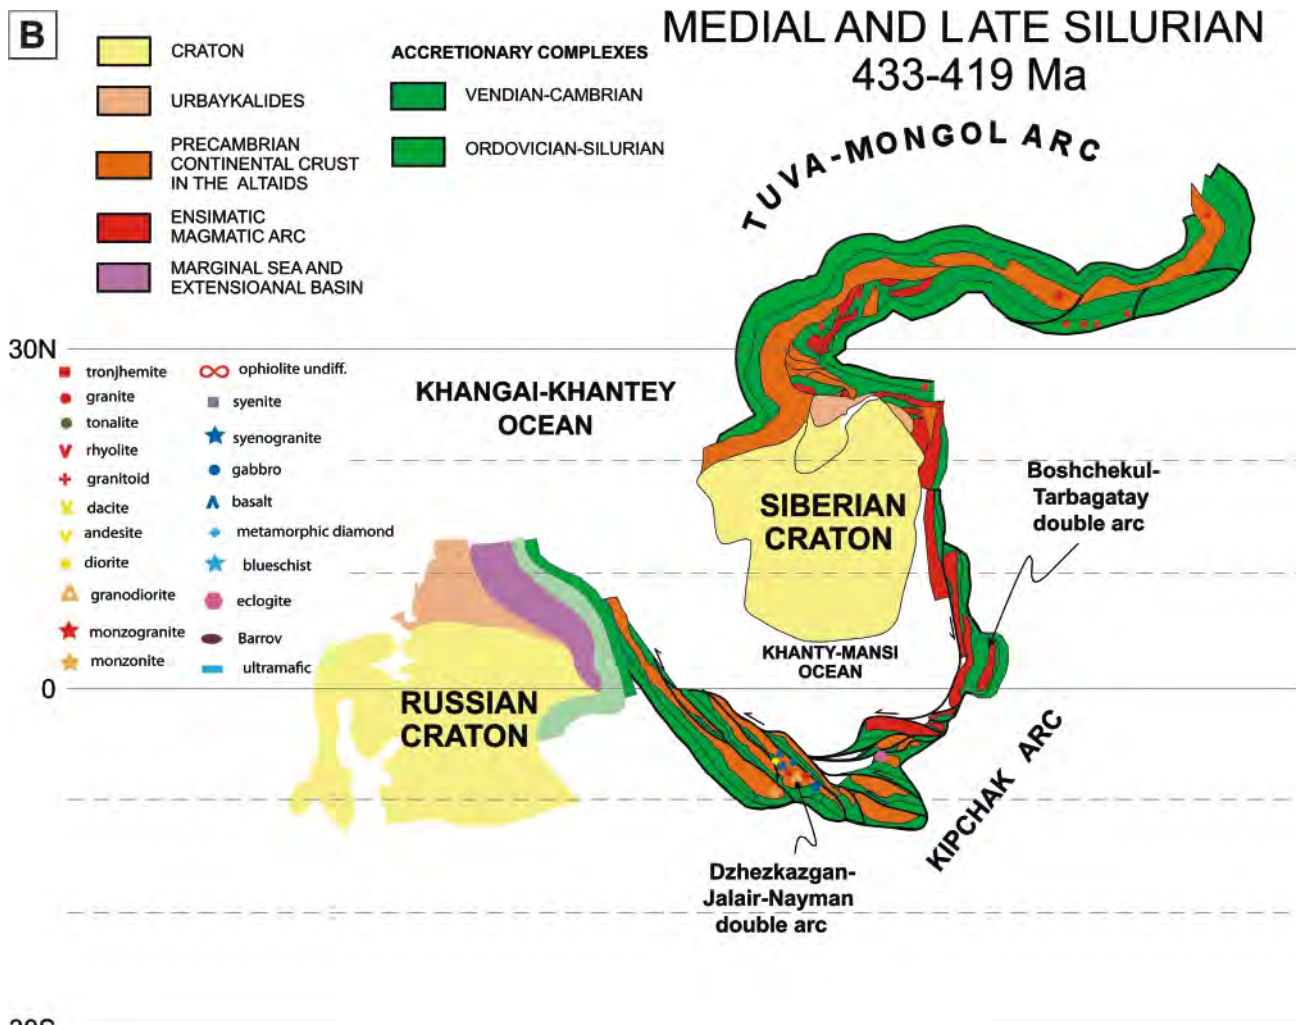 B
MEDIAL AND LATE SILURIAN
433-419 Ma
CRATON
URBAYKALIDES
PRECAMBRIAN
CONTINENTAL CRUST
IN THE ALTAIDS
ENSIMATIC
MAGMATIC ARC
MARGINAL SEA AND
EXTENSIOANAL BASIN
ACCRETIONARY COMPLEXES
VENDIAN-CAMBRIAN
ORDOVICIAN-SILURIAN
TUVA-MONGOL ARC
30N
tronjhemite
granite
tonalite
rhyolite
granitoid
dacite
andesite
diorite
granodiorite
monzogranite
monzonite
ophiolite undiff.
syenite
syenogranite
gabbro
basalt
metamorphic diamond
blueschist
eclogite
Barrov
ultramafic
KHANGAI-KHANTEY
OCEAN
SIBERIAN
CRATON
Boshchekul-
Tarbagatay
double arc
KHANTY-MANSI
OCEAN
0
RUSSIAN
CRATON
KIPCHAK ARC
Dzhezkazgan-
Jalair-Nayman
double arc